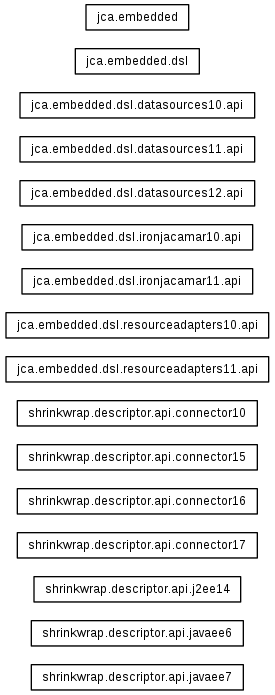 jca.embedded
jca.embedded.dsl
jca.embedded.dsl.datasources10.api
jca.embedded.dsl.datasources11.api
jca.embedded.dsl.datasources12.api
jca.embedded.dsl.ironjacamar10.api
jca.embedded.dsl.ironjacamar11.api
jca.embedded.dsl.resourceadapters10.api
jca.embedded.dsl.resourceadapters11.api
shrinkwrap.descriptor.api.connector10
shrinkwrap.descriptor.api.connector15
shrinkwrap.descriptor.api.connector16
shrinkwrap.descriptor.api.connector17
shrinkwrap.descriptor.api.j2ee14
shrinkwrap.descriptor.api.javaee6
shrinkwrap.descriptor.api.javaee7